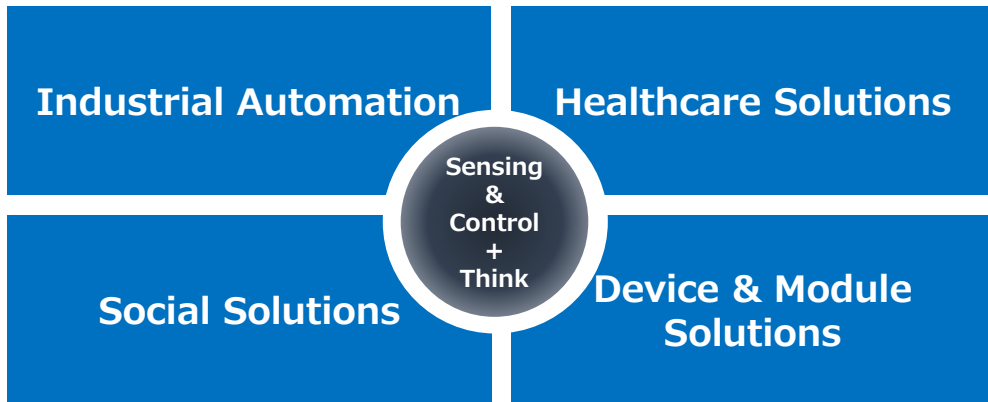 Industrial Automation
Healthcare Solutions
Sensing
&
Control
+
Think
Social Solutions
Device & Module
Solutions